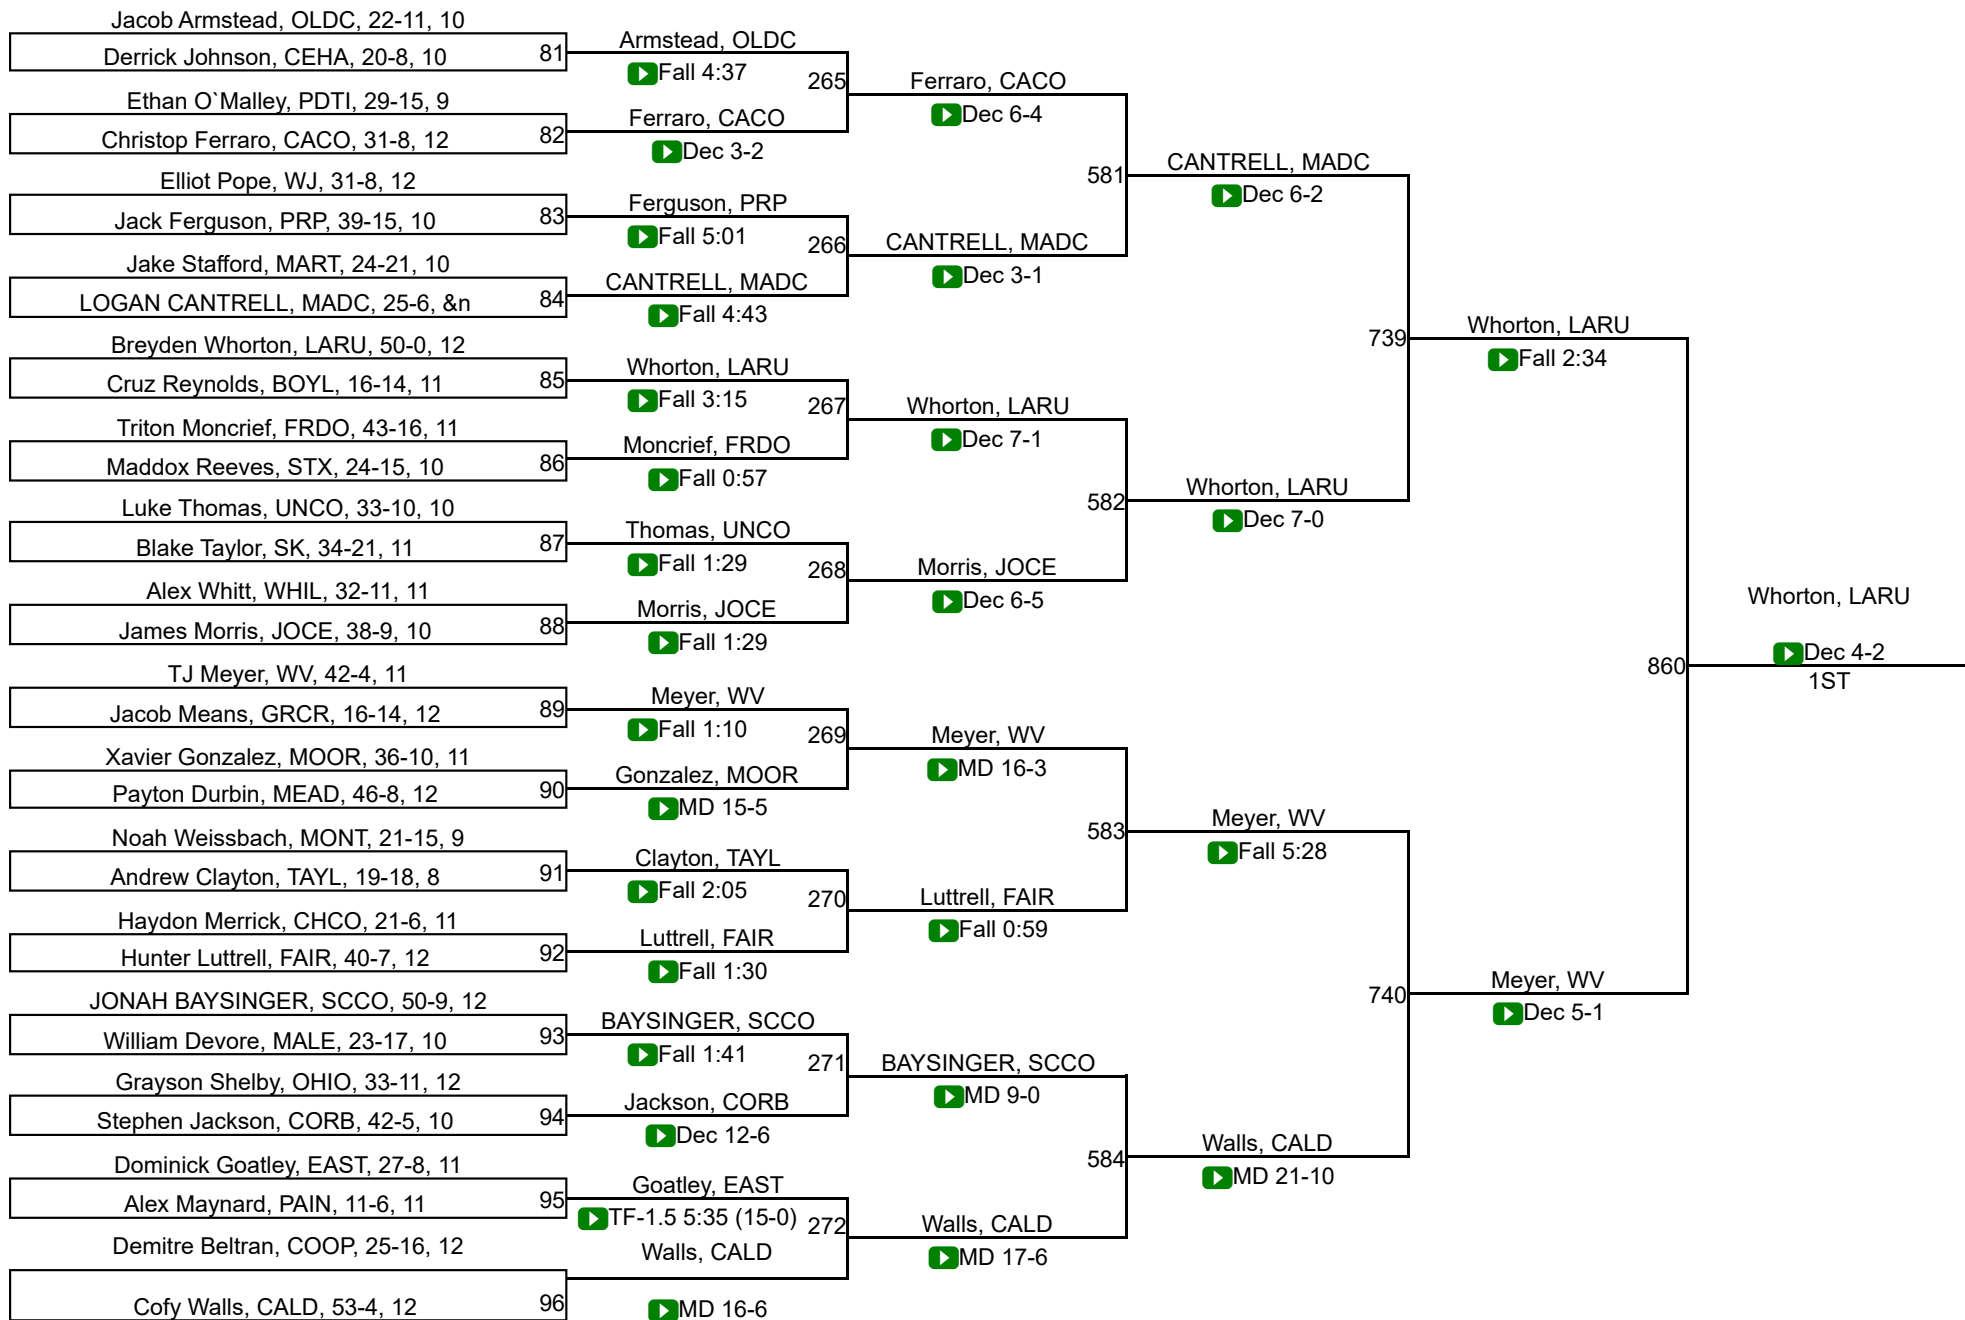 Jacob Armstead, OLDC, 22-11, 10
Derrick Johnson, CEHA, 20-8, 10
81
Ethan O`Malley, PDTI, 29-15, 9
Christop Ferraro, CACO, 31-8, 12
82
Elliot Pope, WJ, 31-8, 12
Jack Ferguson, PRP, 39-15, 10
83
Jake Stafford, MART, 24-21, 10
LOGAN CANTRELL, MADC, 25-6, &n
84
Breyden Whorton, LARU, 50-0, 12
Cruz Reynolds, BOYL, 16-14, 11
85
Triton Moncrief, FRDO, 43-16, 11
Maddox Reeves, STX, 24-15, 10
86
Luke Thomas, UNCO, 33-10, 10
Blake Taylor, SK, 34-21, 11
87
Alex Whitt, WHIL, 32-11, 11
James Morris, JOCE, 38-9, 10
88
TJ Meyer, WV, 42-4, 11
Jacob Means, GRCR, 16-14, 12
89
Xavier Gonzalez, MOOR, 36-10, 11
Payton Durbin, MEAD, 46-8, 12
90
Noah Weissbach, MONT, 21-15, 9
Andrew Clayton, TAYL, 19-18, 8
91
Haydon Merrick, CHCO, 21-6, 11
Hunter Luttrell, FAIR, 40-7, 12
92
JONAH BAYSINGER, SCCO, 50-9, 12
William Devore, MALE, 23-17, 10
93
Grayson Shelby, OHIO, 33-11, 12
Stephen Jackson, CORB, 42-5, 10
94
Dominick Goatley, EAST, 27-8, 11
Alex Maynard, PAIN, 11-6, 11
95
Demitre Beltran, COOP, 25-16, 12
Cofy Walls, CALD, 53-4, 12
96
Armstead, OLDC
Fall 4:37
265
Ferraro, CACO
Dec 3-2
Ferguson, PRP
Fall 5:01
266
CANTRELL, MADC
Fall 4:43
Whorton, LARU
Fall 3:15
267
Moncrief, FRDO
Fall 0:57
Thomas, UNCO
Fall 1:29
268
Morris, JOCE
Fall 1:29
Meyer, WV
Fall 1:10
269
Gonzalez, MOOR
MD 15-5
Clayton, TAYL
Fall 2:05
270
Luttrell, FAIR
Fall 1:30
BAYSINGER, SCCO
Fall 1:41
271
Jackson, CORB
Dec 12-6
Goatley, EAST
TF-1.5 5:35 (15-0)
272
Walls, CALD
MD 16-6
Ferraro, CACO
Dec 6-4
581
CANTRELL, MADC
Dec 3-1
Whorton, LARU
Dec 7-1
582
Morris, JOCE
Dec 6-5
Meyer, WV
MD 16-3
583
Luttrell, FAIR
Fall 0:59
BAYSINGER, SCCO
MD 9-0
584
Walls, CALD
MD 17-6
CANTRELL, MADC
Dec 6-2
739
Whorton, LARU
Dec 7-0
Meyer, WV
Fall 5:28
740
Walls, CALD
MD 21-10
Whorton, LARU
Fall 2:34
860
Meyer, WV
Dec 5-1
Whorton, LARU
Dec 4-2
1ST